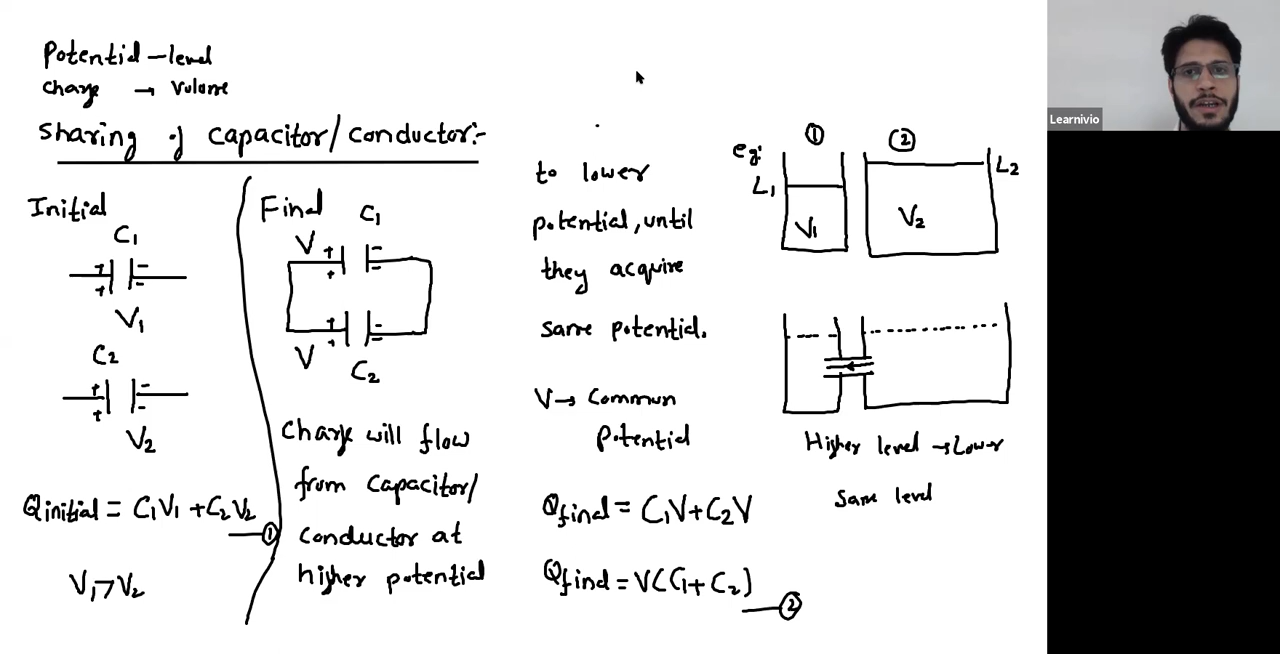 Potential - level
charge → Volume
Sharing of capacitor/conductor:-
Initial
C1
+ -
+ -
V1
C2
+ -
+ -
V2
Qinitial = C1V1 + C2V2
①
V1 > V2
Final
C1
V + -
+ -
+ -
V + -
C2
Charge will flow
from capacitor/
conductor at
higher potential
to lower
potential, until
they acquire
same potential.
V → Common
potential
Qfinal = C1V + C2V
Qfinal = V(C1 + C2)
②
eg:
① ②
L1 L2
V1 V2
Higher level → Lower
Same level
Learnivio